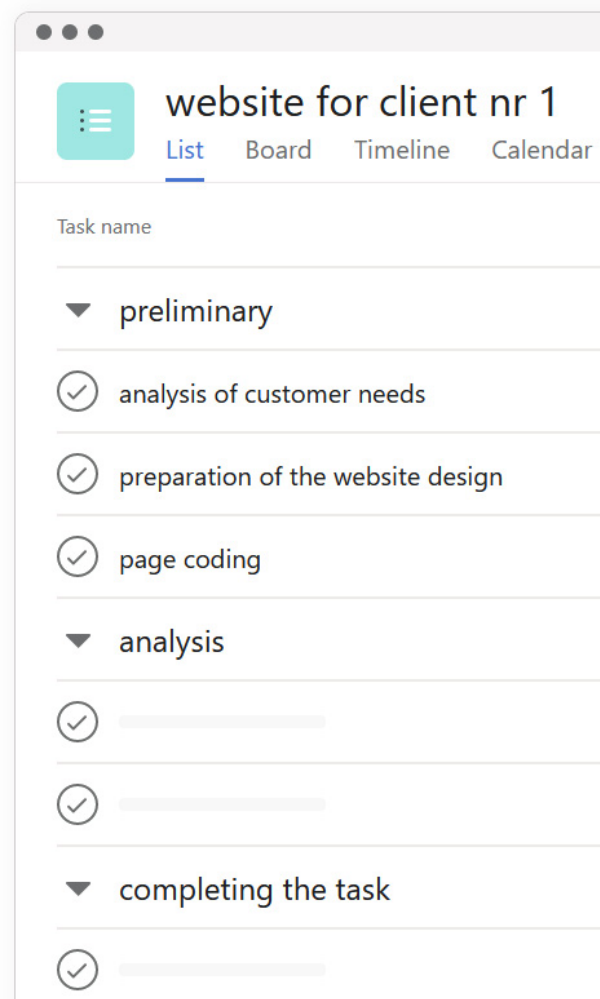 website for client nr 1
List Board Timeline Calendar
Task name
preliminary
analysis of customer needs
preparation of the website design
page coding
analysis
completing the task